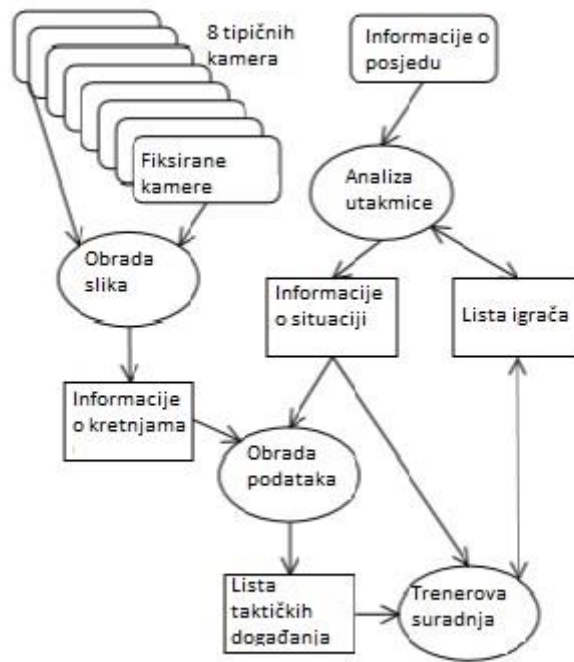 8 tipičnih
kamera
Informacije o
posjedu
Fiksirane
kamere
Analiza
utakmice
Obrada
slika
Informacije
o situaciji
Lista igrača
Informacije
o kretnjama
Obrada
podataka
Lista
taktičkih
događanja
Trenerova
suradnja